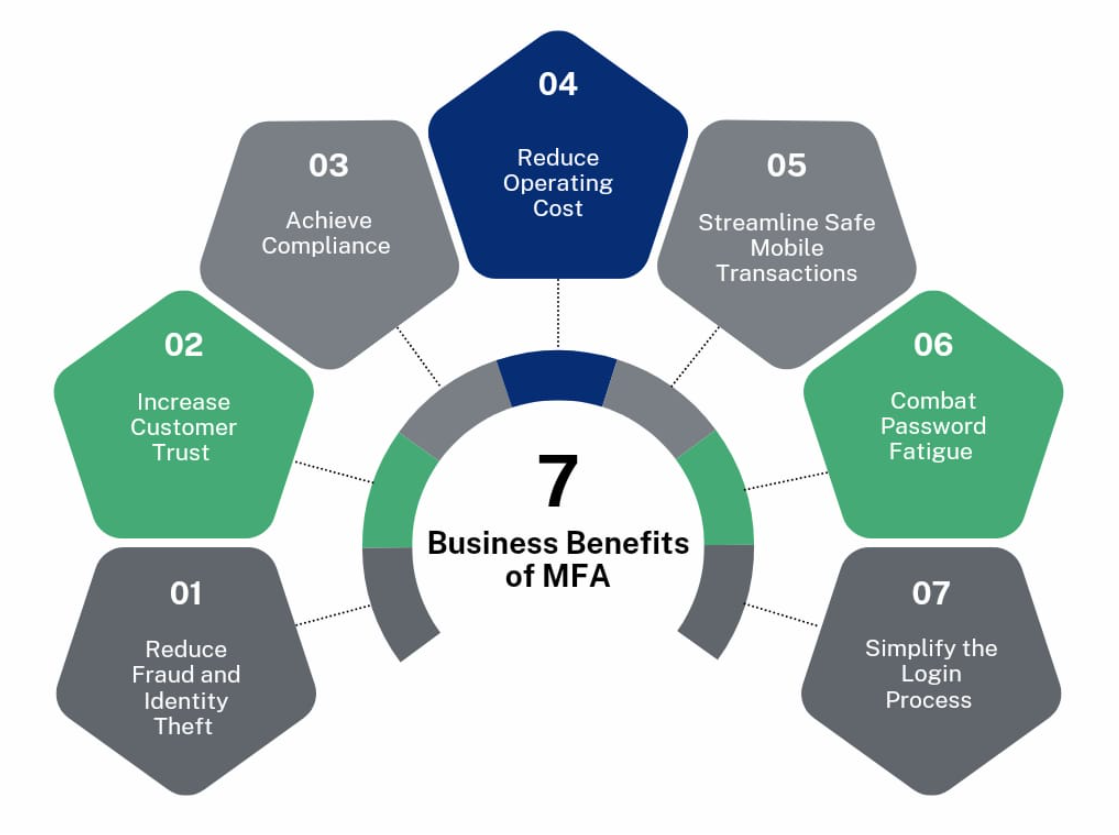 7
Business Benefits
of MFA
01
Reduce
Fraud and
Identity
Theft
02
Increase
Customer
Trust
03
Achieve
Compliance
04
Reduce
Operating
Cost
05
Streamline Safe
Mobile
Transactions
06
Combat
Password
Fatigue
07
Simplify the
Login
Process